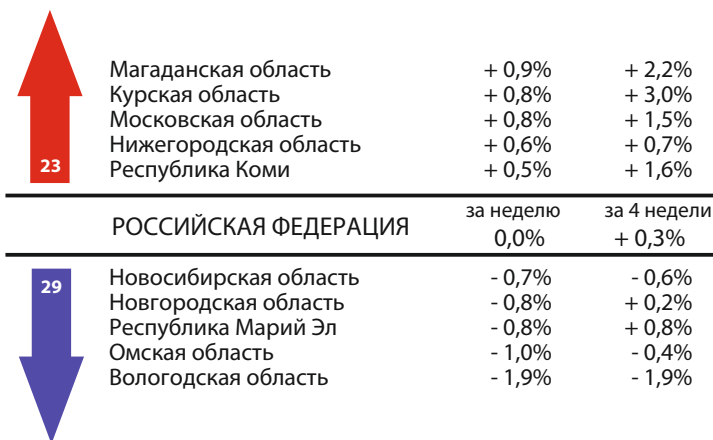 Магаданская область + 0,9% + 2,2%
Курская область + 0,8% + 3,0%
Московская область + 0,8% + 1,5%
Нижегородская область + 0,6% + 0,7%
23 Республика Коми + 0,5% + 1,6%
за неделю за 4 недели
РОССИЙСКАЯ ФЕДЕРАЦИЯ 0,0% + 0,3%
29 Новосибирская область - 0,7% - 0,6%
Новгородская область - 0,8% + 0,2%
Республика Марий Эл - 0,8% + 0,8%
Омская область - 1,0% - 0,4%
Вологодская область - 1,9% - 1,9%